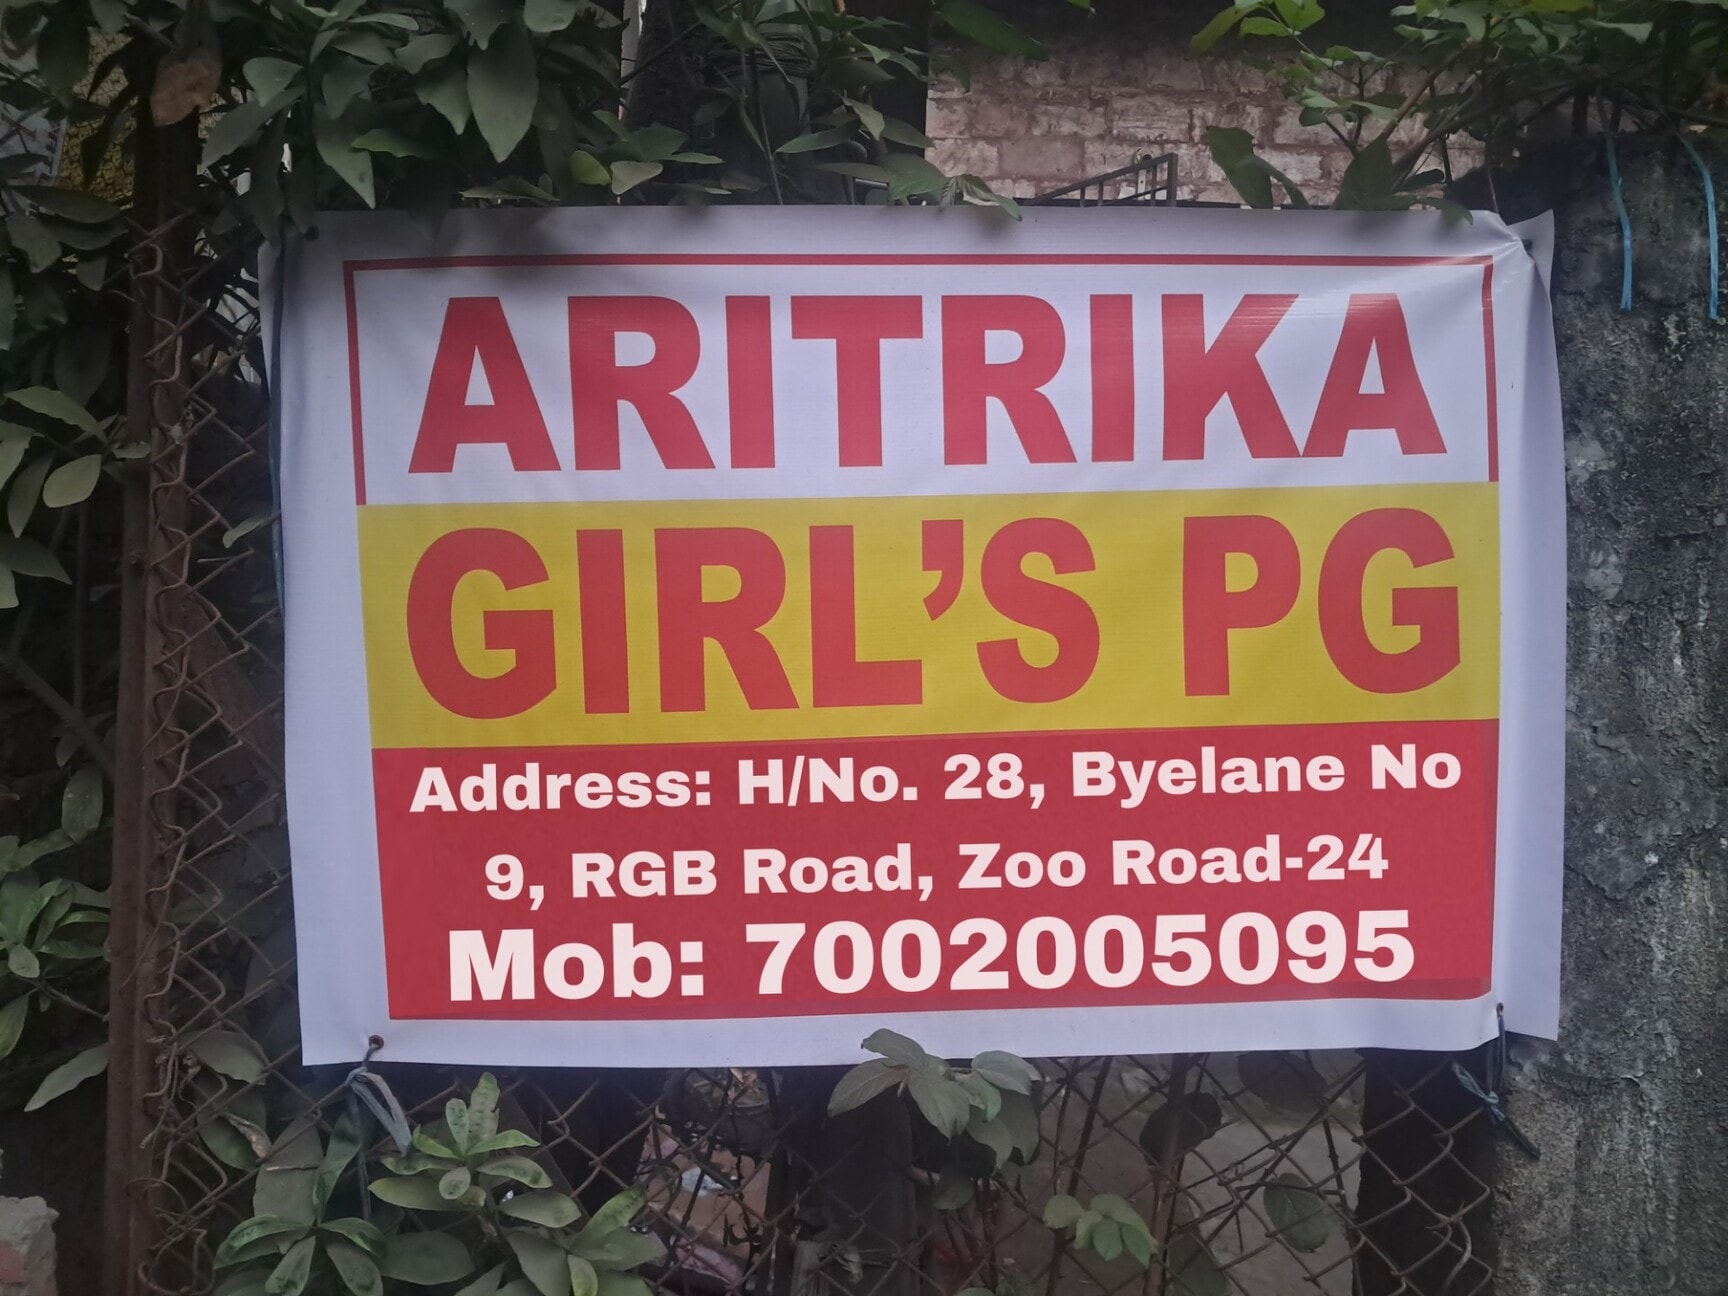 ARITRIKA
GIRL'S PG
Address: H/No. 28, Byelane No
9, RGB Road, Zoo Road-24
Mob: 7002005095